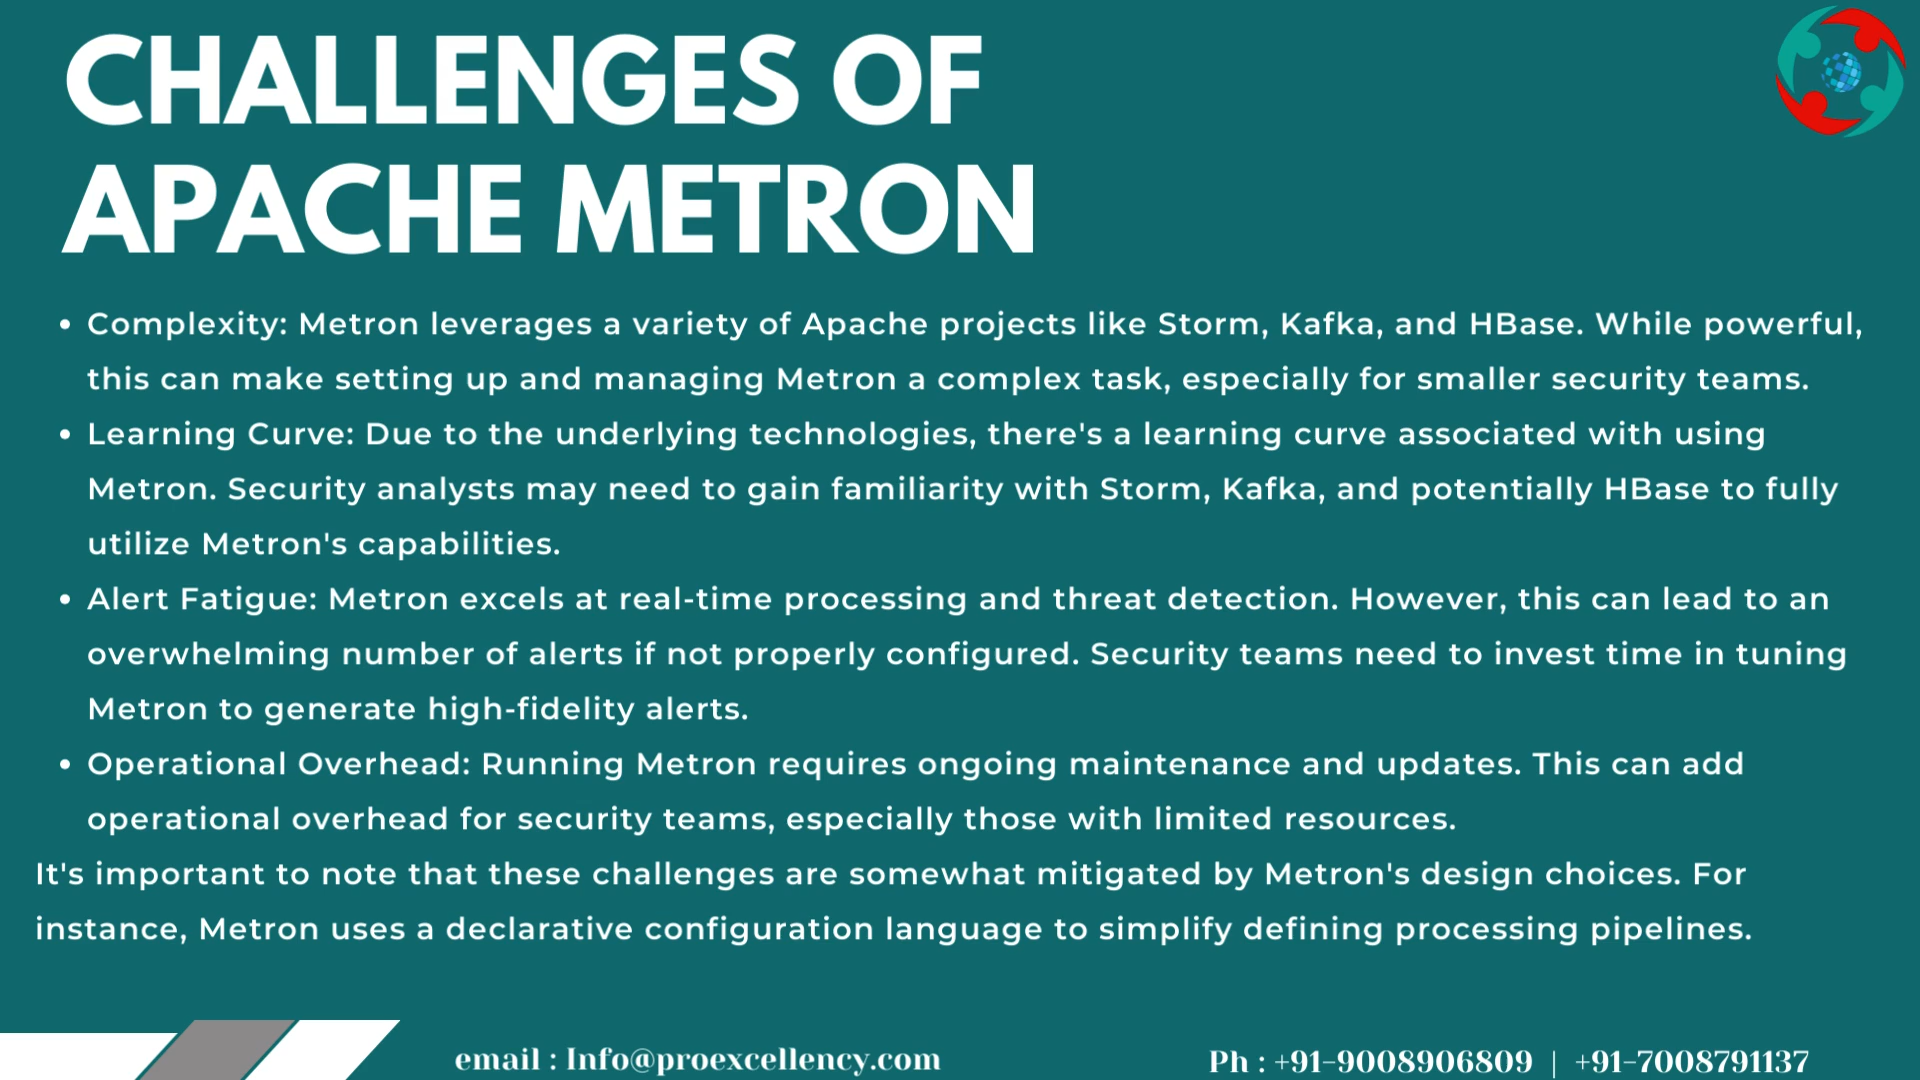 CHALLENGES OF
APACHE METRON
• Complexity: Metron leverages a variety of Apache projects like Storm, Kafka, and HBase. While powerful,
this can make setting up and managing Metron a complex task, especially for smaller security teams.
• Learning Curve: Due to the underlying technologies, there's a learning curve associated with using
Metron. Security analysts may need to gain familiarity with Storm, Kafka, and potentially HBase to fully
utilize Metron's capabilities.
• Alert Fatigue: Metron excels at real-time processing and threat detection. However, this can lead to an
overwhelming number of alerts if not properly configured. Security teams need to invest time in tuning
Metron to generate high-fidelity alerts.
• Operational Overhead: Running Metron requires ongoing maintenance and updates. This can add
operational overhead for security teams, especially those with limited resources.
It's important to note that these challenges are somewhat mitigated by Metron's design choices. For
instance, Metron uses a declarative configuration language to simplify defining processing pipelines.
email : Info@proexcellency.com
Ph : +91-9008906809 | +91-7008791137